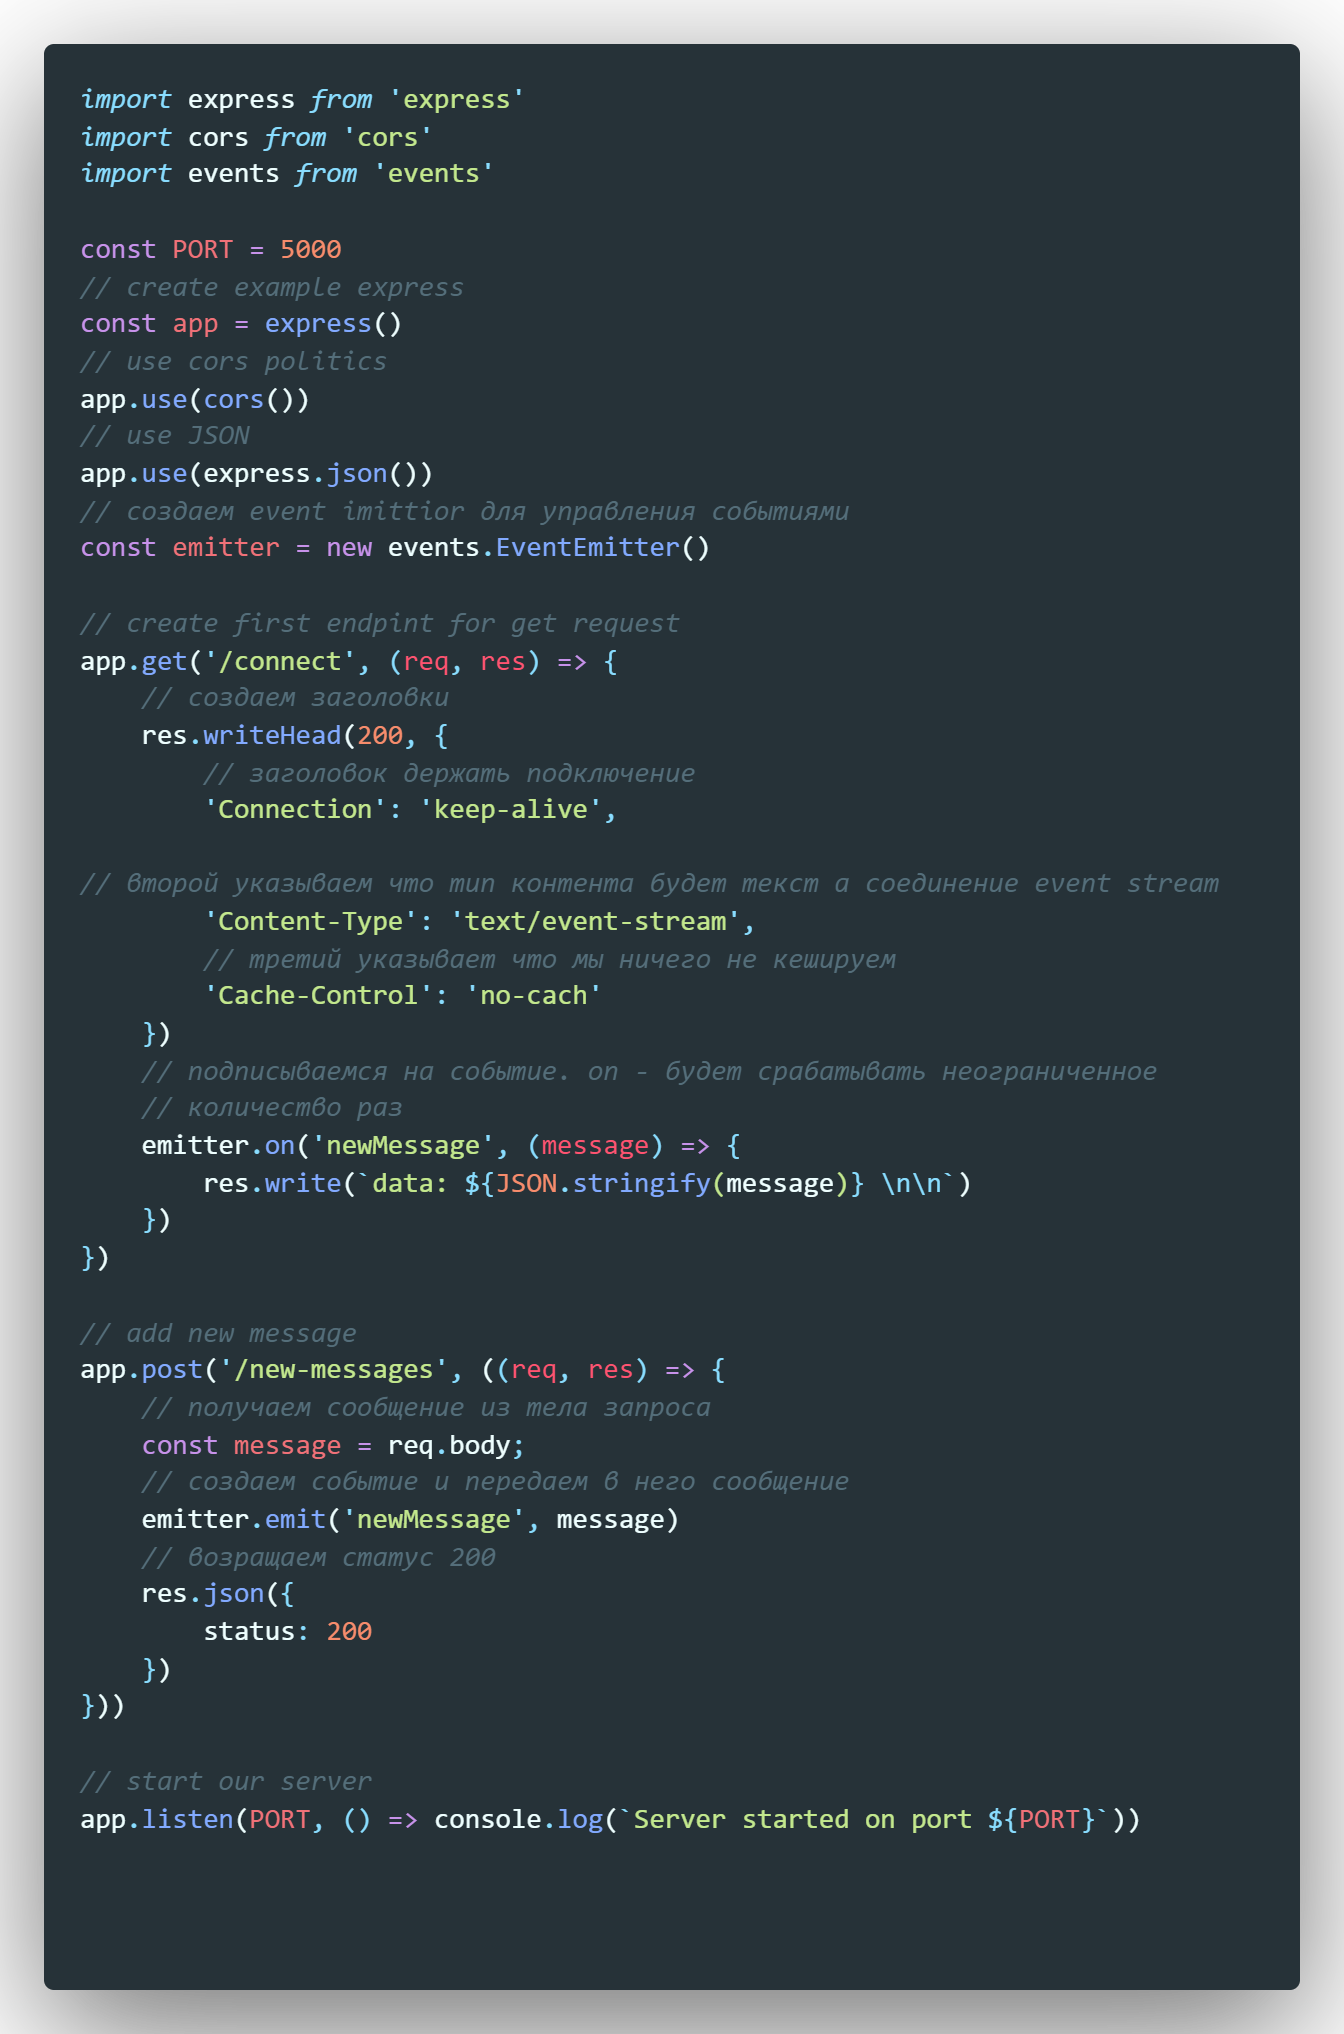 import express from 'express'
import cors from 'cors'
import events from 'events'
const PORT = 5000
// create example express
const app = express()
// use cors politics
app.use(cors())
// use JSON
app.use(express.json())
// создаем event imittior для управления событиями
const emitter = new events.EventEmitter()
// create first endpint for get request
app.get('/connect', (req, res) => {
    // создаем заголовки
    res.writeHead(200, {
        // заголовок держать подключение
        'Connection': 'keep-alive',
// второй указываем что тип контента будет текст а соединение event stream
        'Content-Type': 'text/event-stream',
        // третий указывает что мы ничего не кешируем
        'Cache-Control': 'no-cach'
    })
    // подписываемся на событие. on - будет срабатывать неограниченное
    // количество раз
    emitter.on('newMessage', (message) => {
        res.write(`data: ${JSON.stringify(message)} \n\n`)
    })
})
// add new message
app.post('/new-messages', ((req, res) => {
    // получаем сообщение из тела запроса
    const message = req.body;
    // создаем событие и передаем в него сообщение
    emitter.emit('newMessage', message)
    // возращаем статус 200
    res.json({
        status: 200
    })
}))
// start our server
app.listen(PORT, () => console.log(`Server started on port ${PORT}`))